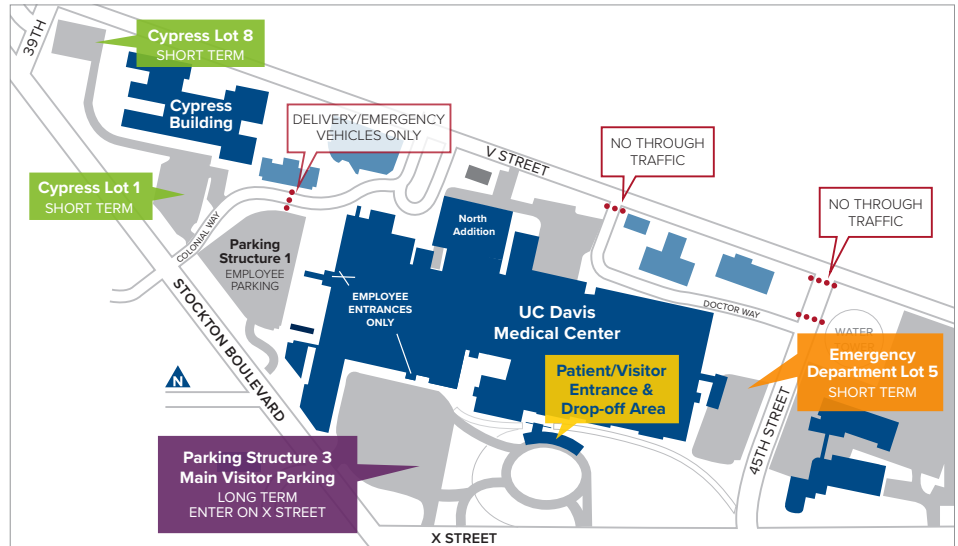 39TH
Cypress Lot 8
SHORT TERM
Cypress
Building
DELIVERY/EMERGENCY
VEHICLES ONLY
V STREET
NO THROUGH
TRAFFIC
NO THROUGH
TRAFFIC
Cypress Lot 1
SHORT TERM
COLONIAL WAY
Parking
Structure 1
EMPLOYEE
PARKING
North
Addition
EMPLOYEE
ENTRANCES
ONLY
UC Davis
Medical Center
DOCTOR WAY
WATER
TOWER
STOCKTON BOULEVARD
N
Patient/Visitor
Entrance &
Drop-off Area
Emergency
Department Lot 5
SHORT TERM
45TH STREET
Parking Structure 3
Main Visitor Parking
LONG TERM
ENTER ON X STREET
X STREET